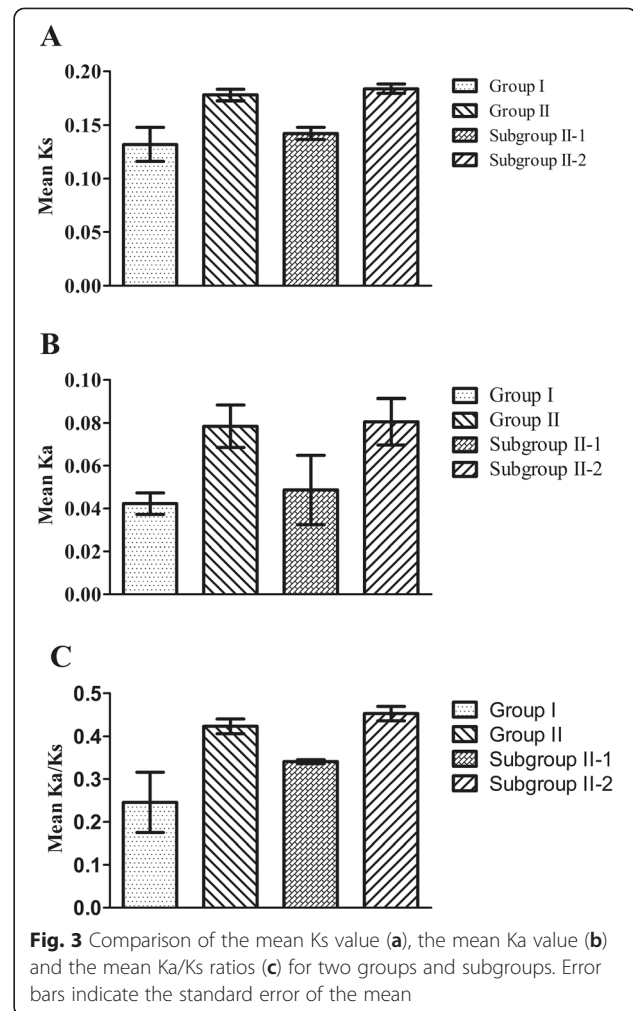 A
0.20
0.15
0.10
0.05
0.00
Mean Ks
Group I
Group II
Subgroup II-1
Subgroup II-2
B
0.10
0.08
0.06
0.04
0.02
0.00
Mean Ka
Group I
Group II
Subgroup II-1
Subgroup II-2
C
0.5
0.4
0.3
0.2
0.1
0.0
Mean Ka/Ks
Group I
Group II
Subgroup II-1
Subgroup II-2
Fig. 3 Comparison of the mean Ks value (a), the mean Ka value (b)
and the mean Ka/Ks ratios (c) for two groups and subgroups. Error
bars indicate the standard error of the mean